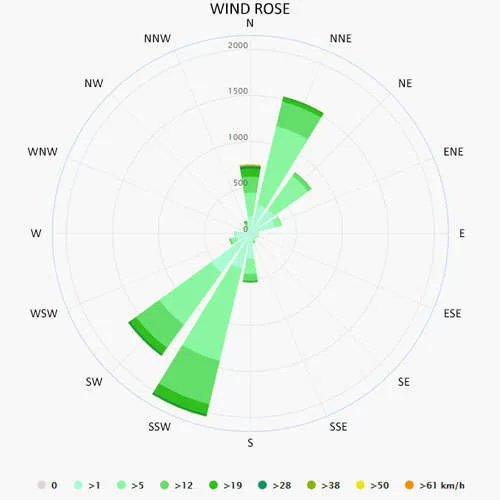 WIND ROSE
N
NNW
NNE
2000
NW
NE
1500
1000
WNW
ENE
500
0
W
E
WSW
ESE
SW
SE
SSW
SSE
S
0 >1 >5 >12 >19 >28 >38 >50 >61 km/h